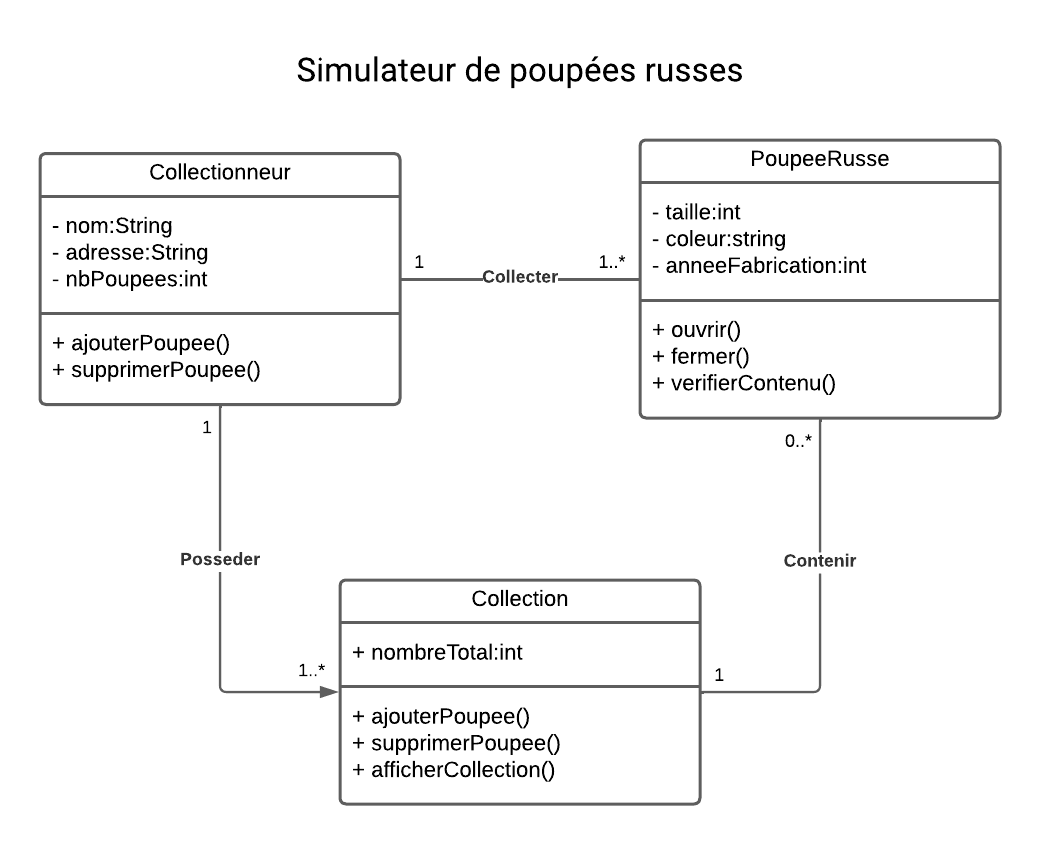 Simulateur de poupées russes
Collectionneur
- nom:String
- adresse:String
- nbPoupees:int
+ ajouterPoupee()
+ supprimerPoupee()
PoupeeRusse
- taille:int
- coleur:string
- anneeFabrication:int
+ ouvrir()
+ fermer()
+ verifierContenu()
1
Collecter
1..*
1
Posseder
1..*
0..*
Contenir
1
Collection
+ nombreTotal:int
+ ajouterPoupee()
+ supprimerPoupee()
+ afficherCollection()